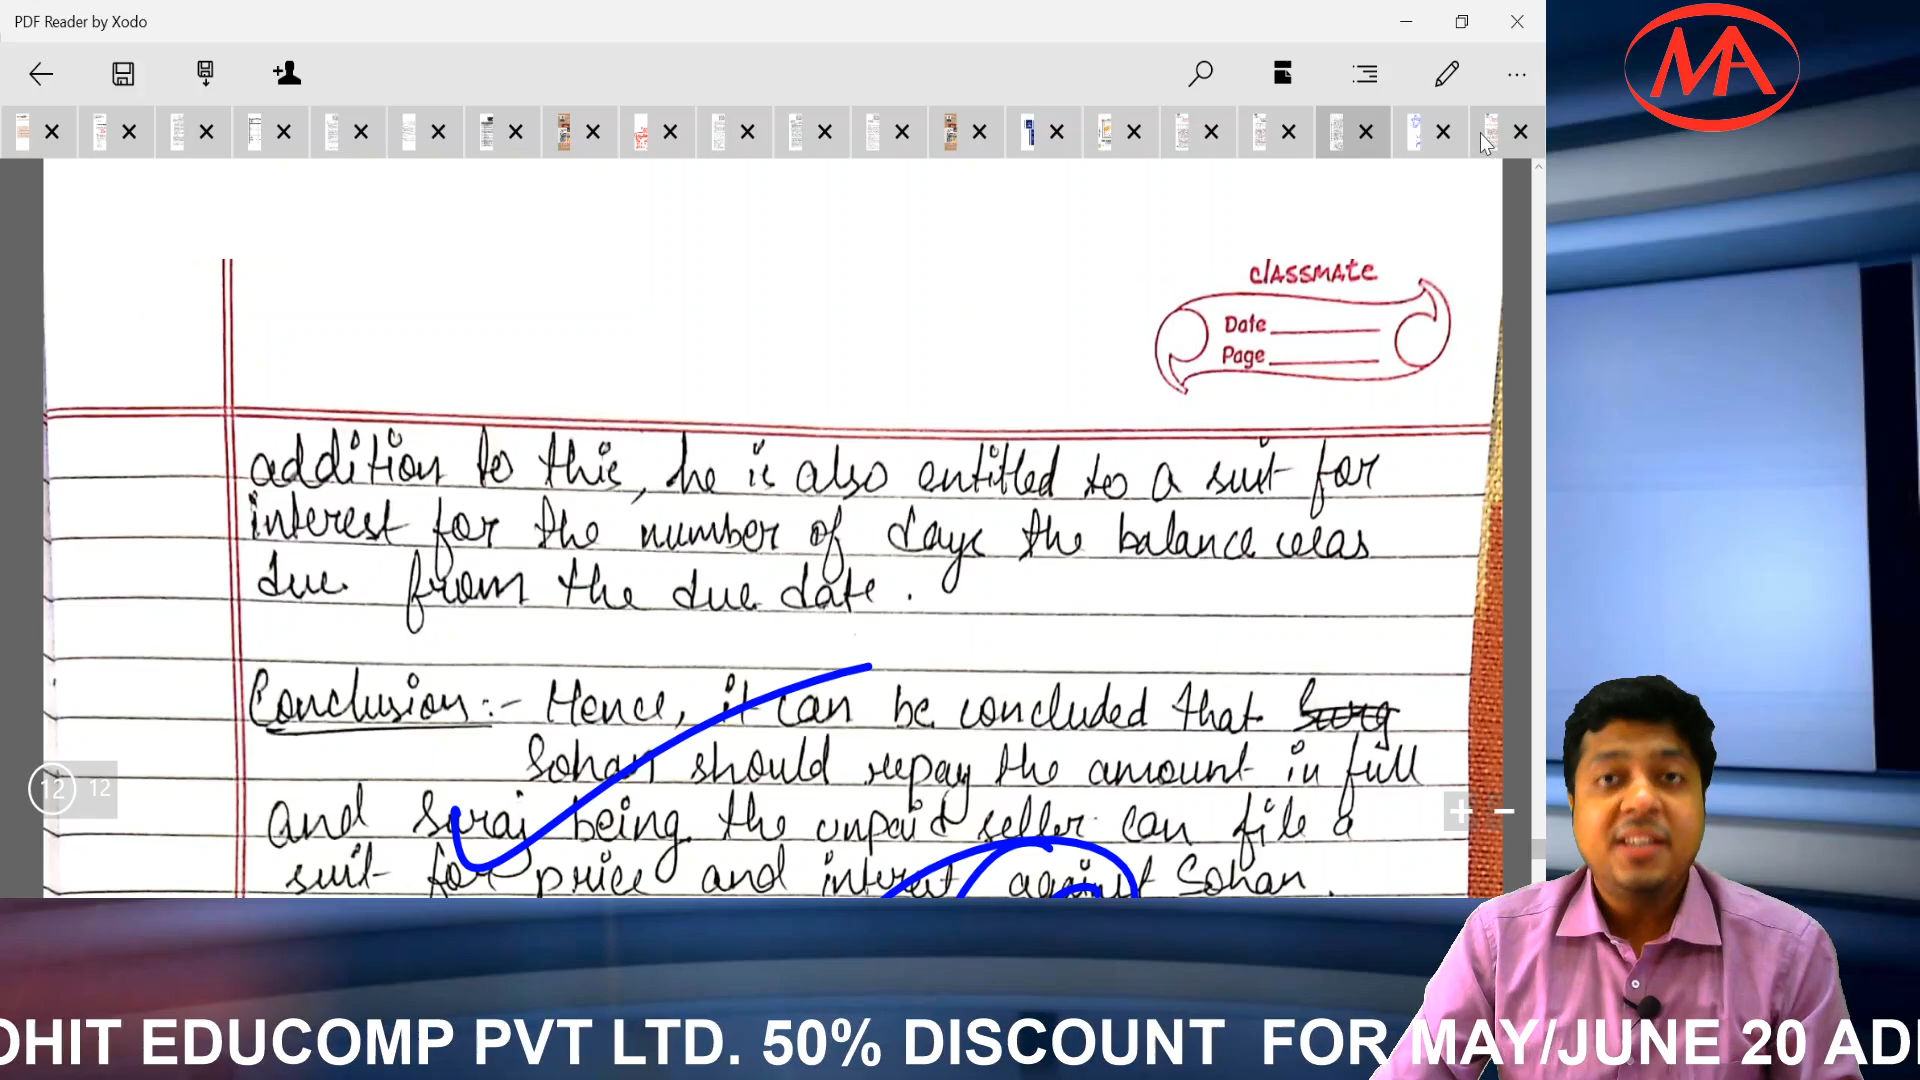 PDF Reader by Xodo
MA
classmate
Date
Page
addition to this, he is also entitled to a suit for
interest for the number of days the balance was
due from the due date.
Conclusion:- Hence, it can be concluded that
Sohan should repay the amount in full
and Suraj being the unpaid seller can file a
suit for price and interest against Sohan.
12 12
OHIT EDUCOMP PVT LTD. 50% DISCOUNT FOR MAY/JUNE 20 AD